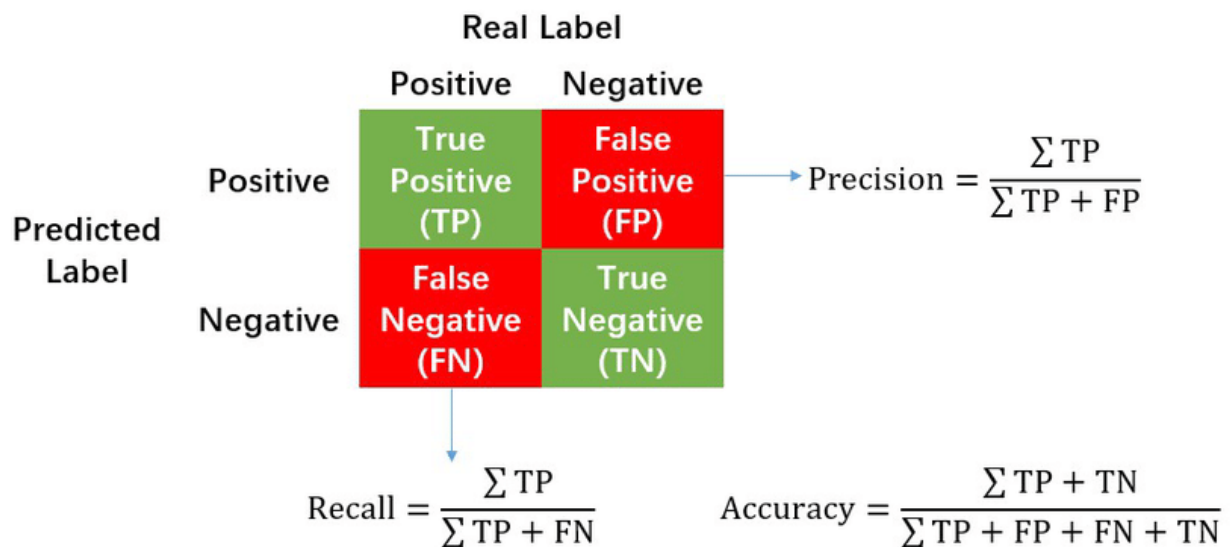 Real Label
Positive Negative
True
Positive
(TP)
False
Positive
(FP)
Positive
Precision = ∑ TP / ∑ TP + FP
Predicted
Label
False
Negative
(FN)
True
Negative
(TN)
Negative
Recall = ∑ TP / ∑ TP + FN
Accuracy = ∑ TP + TN / ∑ TP + FP + FN + TN